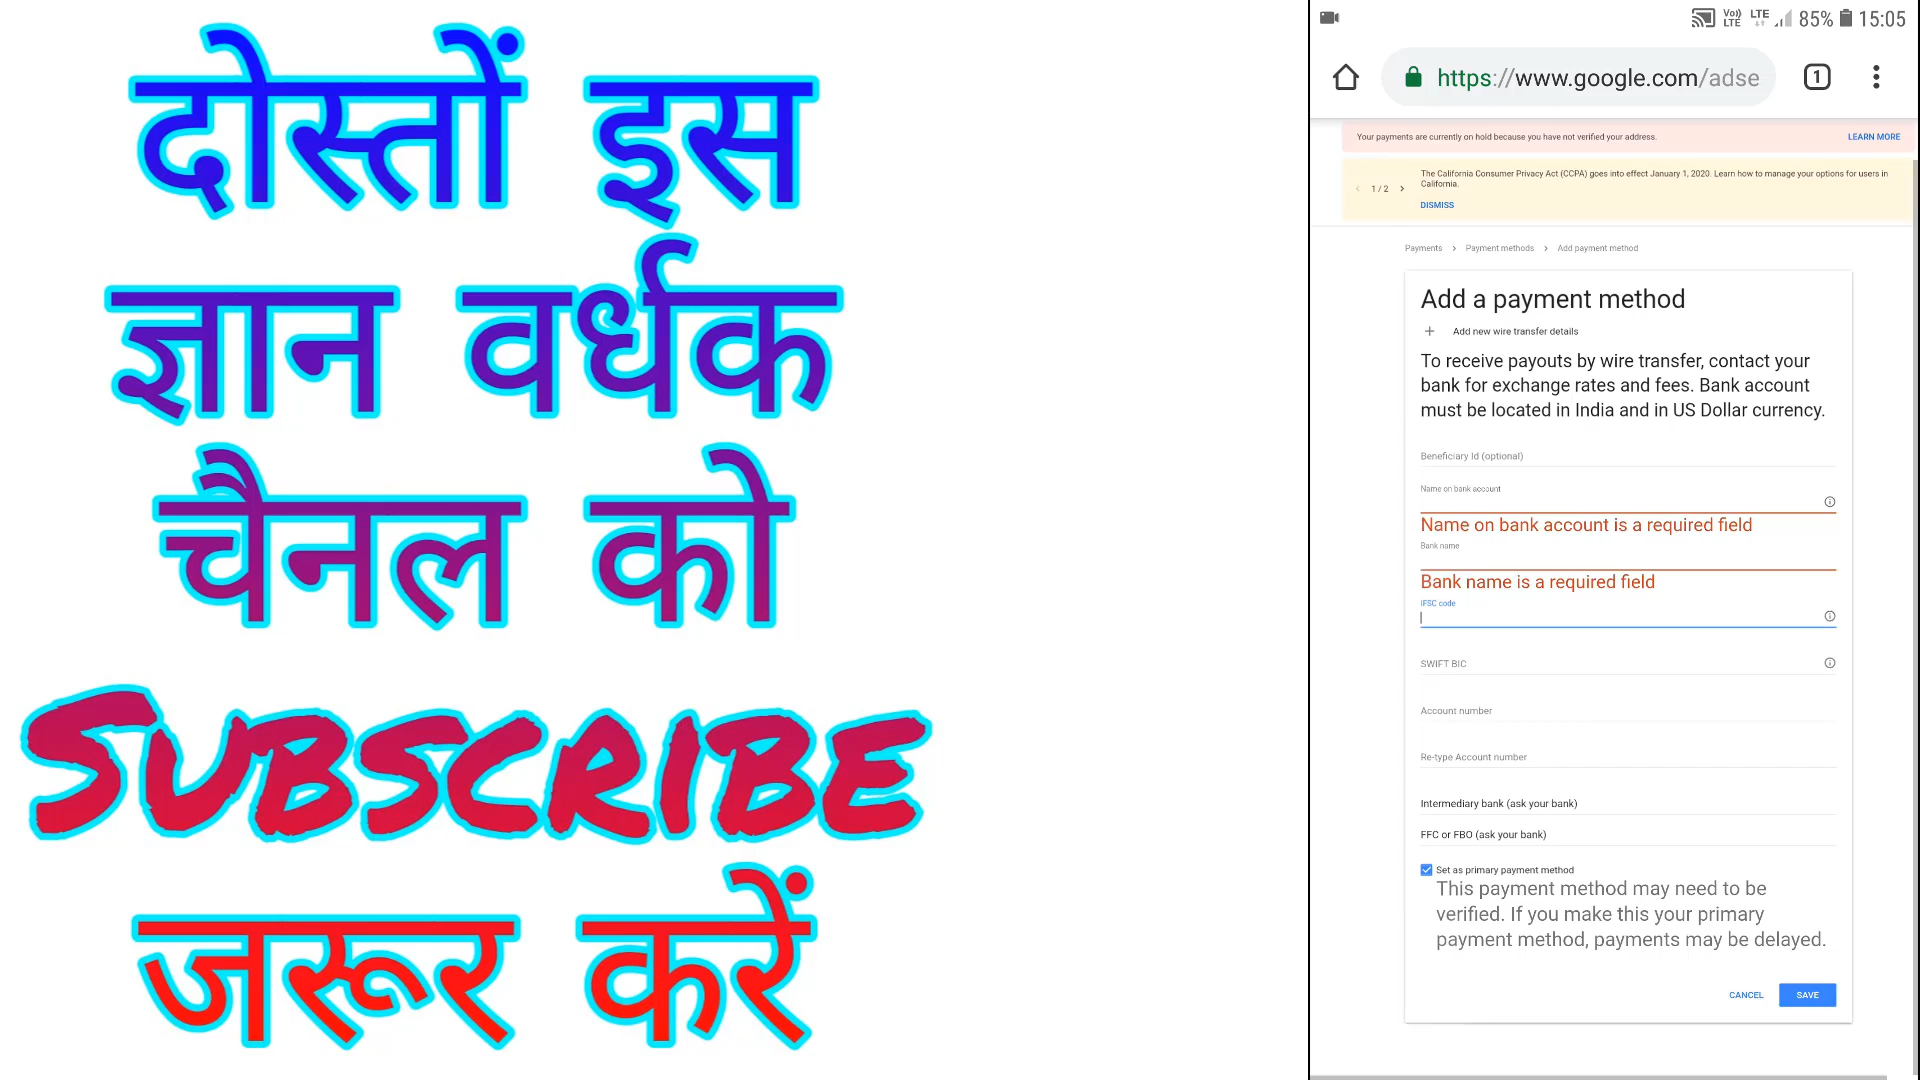 दोस्तों इस
ज्ञान वर्धक
चैनल को
SUBSCRIBE
जरूर करें
Vo)) LTE LTE 85% 15:05
https://www.google.com/adse 1
Your payments are currently on hold because you have not verified your address. LEARN MORE
1 / 2
The California Consumer Privacy Act (CCPA) goes into effect January 1, 2020. Learn how to manage your options for users in
California.
DISMISS
Payments > Payment methods > Add payment method
Add a payment method
+ Add new wire transfer details
To receive payouts by wire transfer, contact your
bank for exchange rates and fees. Bank account
must be located in India and in US Dollar currency.
Beneficiary Id (optional)
Name on bank account
Name on bank account is a required field
Bank name
Bank name is a required field
IFSC code
SWIFT BIC
Account number
Re-type Account number
Intermediary bank (ask your bank)
FFC or FBO (ask your bank)
Set as primary payment method
This payment method may need to be
verified. If you make this your primary
payment method, payments may be delayed.
CANCEL SAVE